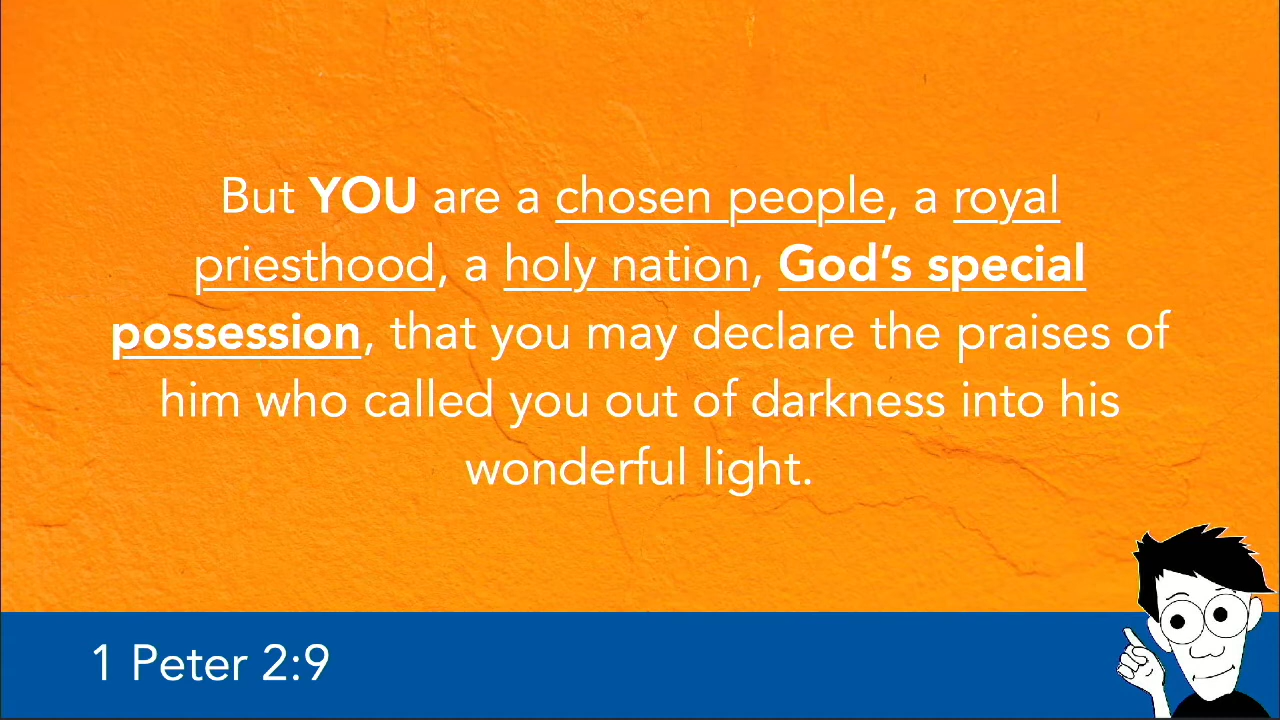 But YOU are a chosen people, a royal
priesthood, a holy nation, God’s special
possession, that you may declare the praises of
him who called you out of darkness into his
wonderful light.
1 Peter 2:9